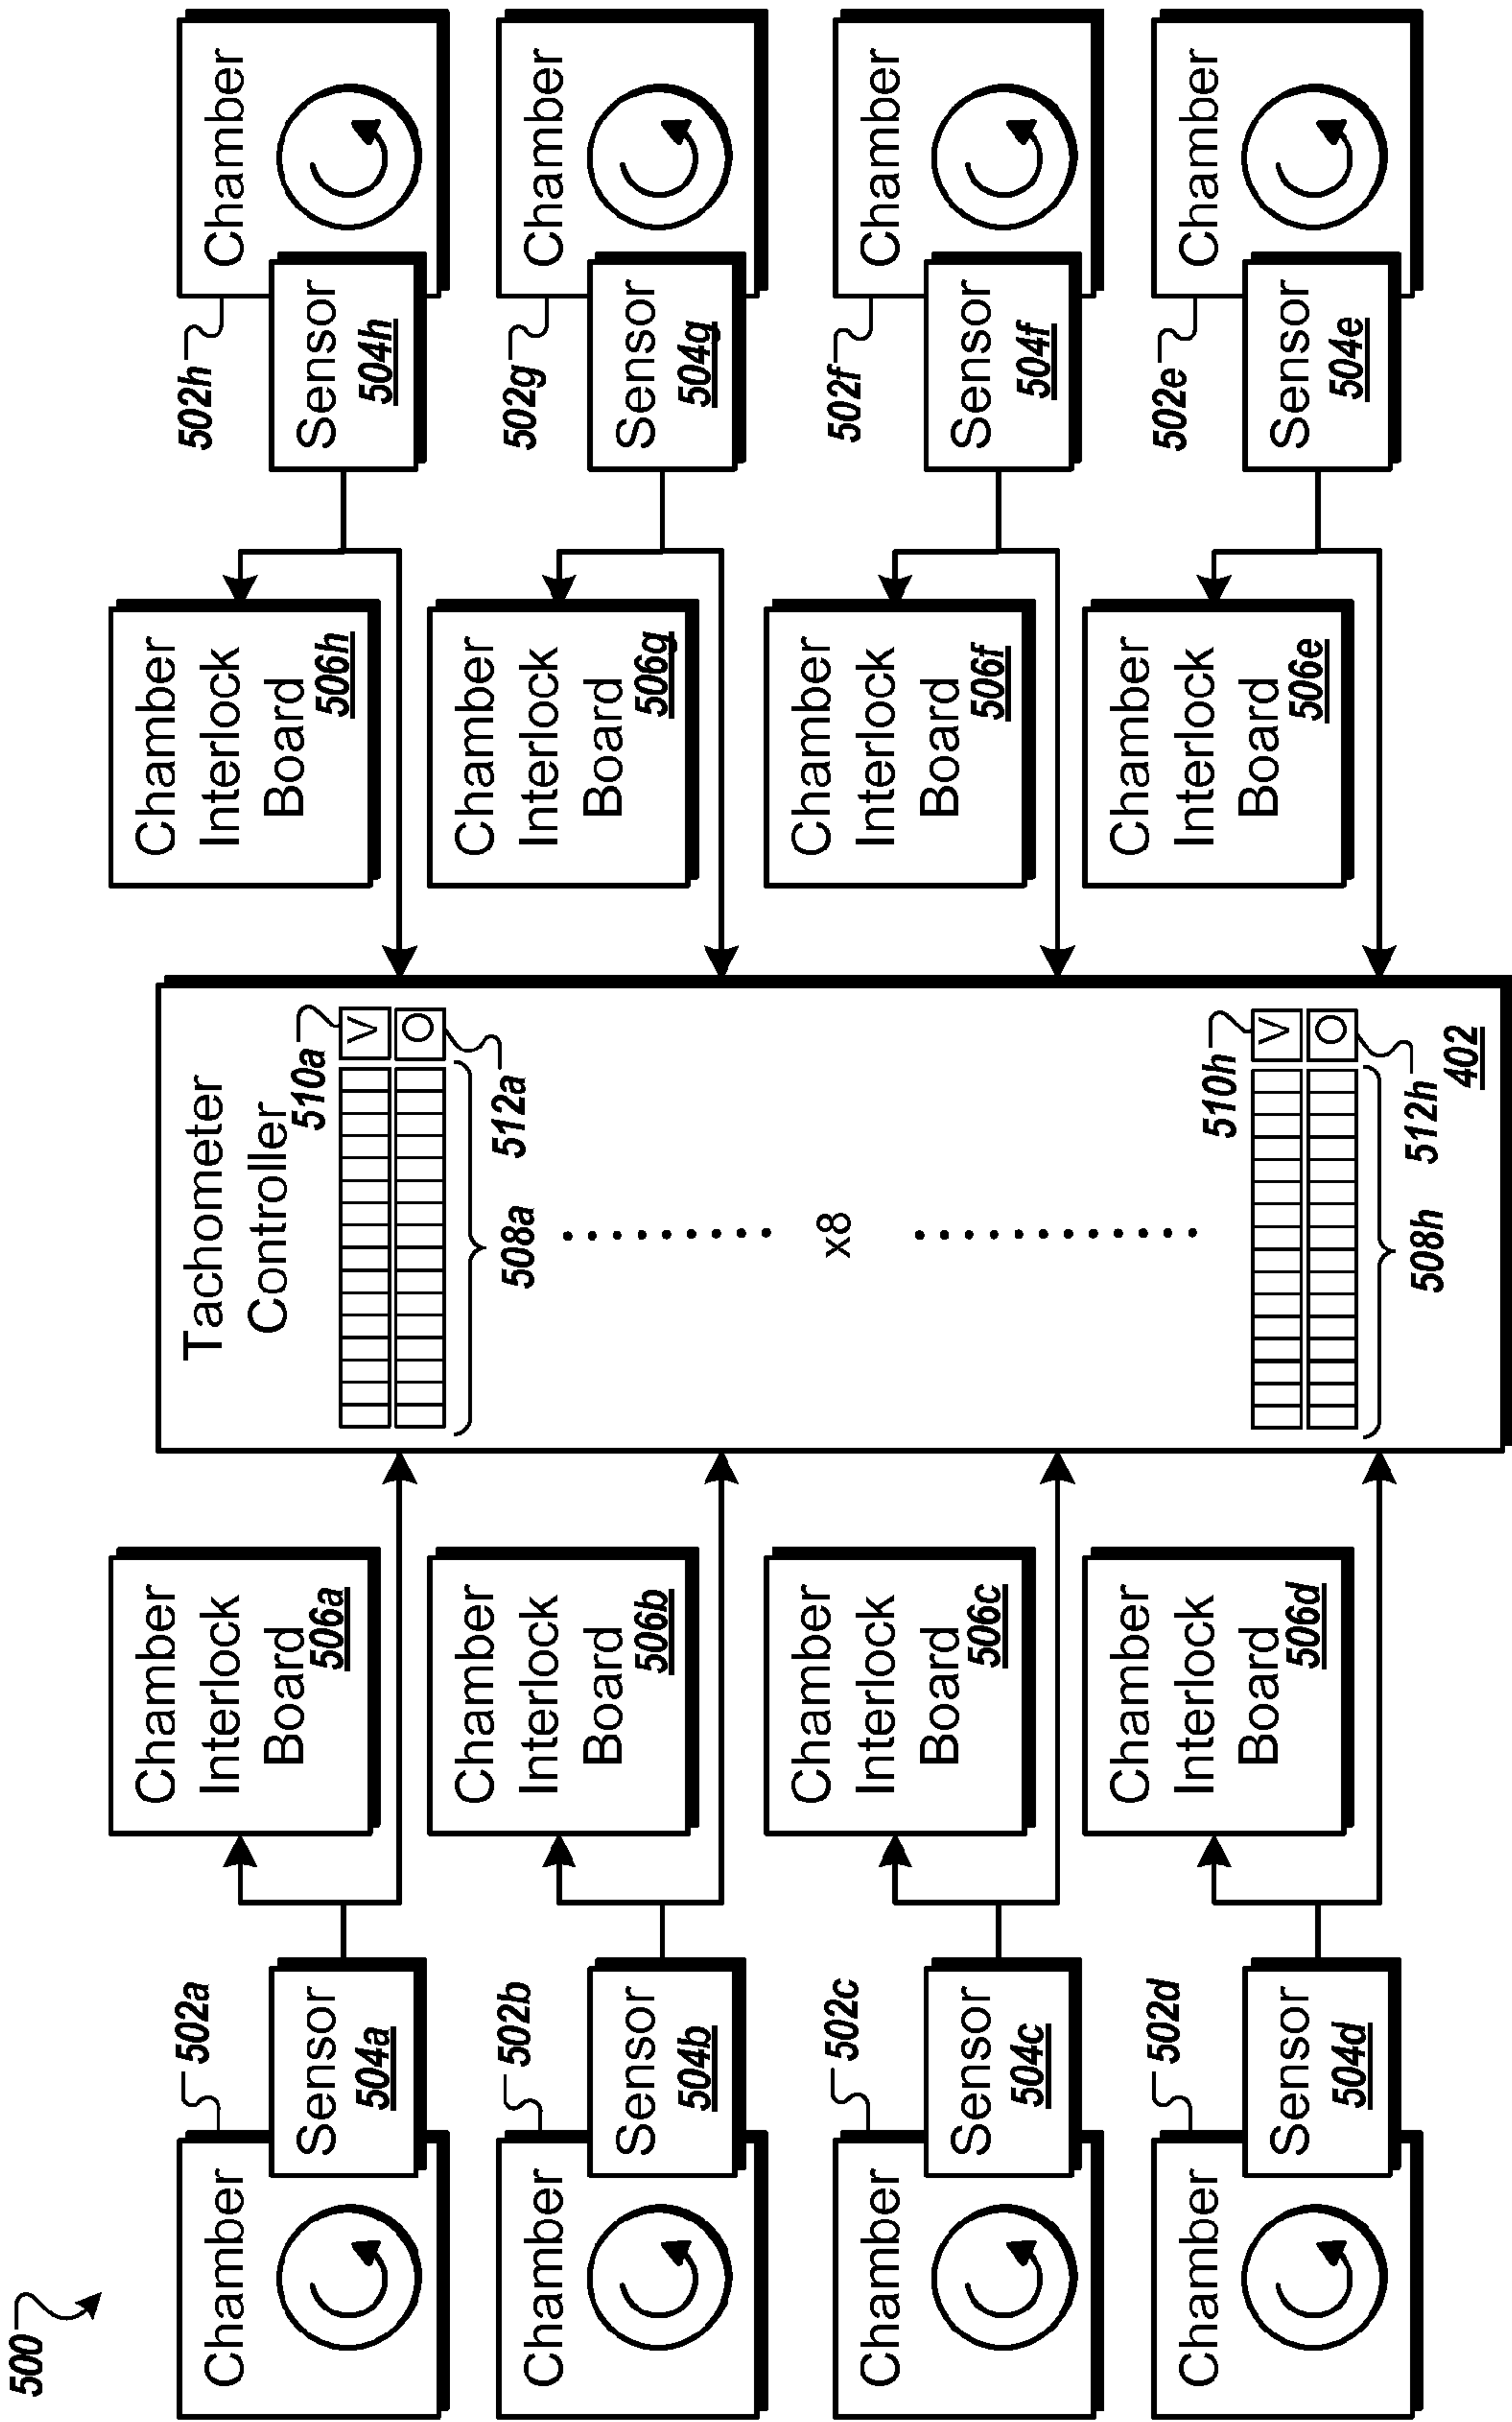 500
Chamber
502a
Sensor
504a
Chamber
Interlock
Board
506a
Chamber
502b
Sensor
504b
Chamber
Interlock
Board
506b
Chamber
502c
Sensor
504c
Chamber
Interlock
Board
506c
Chamber
502d
Sensor
504d
Chamber
Interlock
Board
506d
Tachometer
Controller
510a
V
O
512a
508a
x8
510h
V
O
512h
508h
402
Chamber
Interlock
Board
506h
502h
Chamber
Sensor
504h
Chamber
Interlock
Board
506g
502g
Chamber
Sensor
504g
Chamber
Interlock
Board
506f
502f
Chamber
Sensor
504f
Chamber
Interlock
Board
506e
502e
Chamber
Sensor
504e